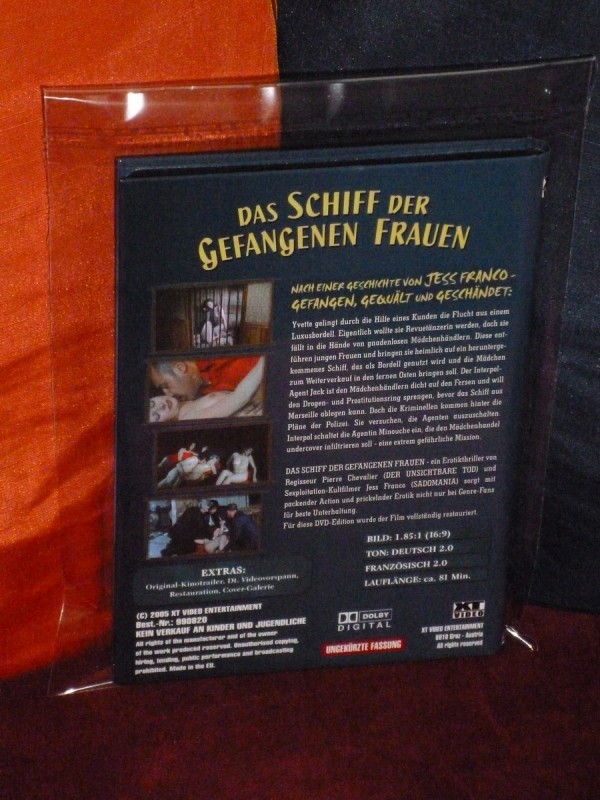 DAS SCHIFF DER
GEFANGENEN FRAUEN
NACH EINER GESCHICHTE VON JESS FRANCO -
GEFANGEN, GEQUÄLT UND GESCHÄNDET:
Yvette gelingt durch die Hilfe eines Kunden die Flucht aus einem
Luxusbordell. Eigentlich wollte sie Revuetänzerin werden, doch sie
fällt in die Hände von gnadenlosen Mädchenhändlern. Diese ent-
führen jungen Frauen und bringen sie heimlich auf ein herunterge-
kommenes Schiff, das als Bordell genutzt wird und die Mädchen
zum Weiterverkauf in den fernen Osten bringen soll. Der Interpol-
Agent Jack ist den Mädchenhändlern dicht auf den Fersen und will
den Drogen- und Prostitutionsring sprengen, bevor das Schiff aus
Marseille ablegen kann. Doch die Kriminellen kommen hinter die
Pläne der Polizei. Sie versuchen, die Agenten auszuschalten.
Interpol schaltet die Agentin Minouche ein, die den Mädchenhandel
undercover infiltrieren soll - eine extrem gefährliche Mission.
DAS SCHIFF DER GEFANGENEN FRAUEN - ein Erotikthriller von
Regisseur Pierre Chevalier (DER UNSICHTBARE TOD) und
Sexploitation-Kultfilmer Jess Franco (SADOMANIA) sorgt mit
packender Action und prickelnder Erotik nicht nur bei Genre-Fans
für beste Unterhaltung.
Für diese DVD-Edition wurde der Film vollständig restauriert.
BILD: 1.85:1 (16:9)
TON: DEUTSCH 2.0
FRANZÖSISCH 2.0
LAUFLÄNGE: ca. 81 Min.
EXTRAS:
Original-Kinotrailer, Dt. Videovorspann,
Restauration, Cover-Galerie
(C) 2005 XT VIDEO ENTERTAINMENT
Best.-Nr.: 990820
KEIN VERKAUF AN KINDER UND JUGENDLICHE
All rights of the manufacturer and of the owner
of the work produced reserved. Unauthorized copying,
hiring, lending, public performance and broadcasting
prohibited. Made in the EU.
DOLBY
DIGITAL
UNGEKÜRZTE FASSUNG
XT
VIDEO
XT VIDEO ENTERTAINMENT
8010 Graz - Austria
All rights reserved